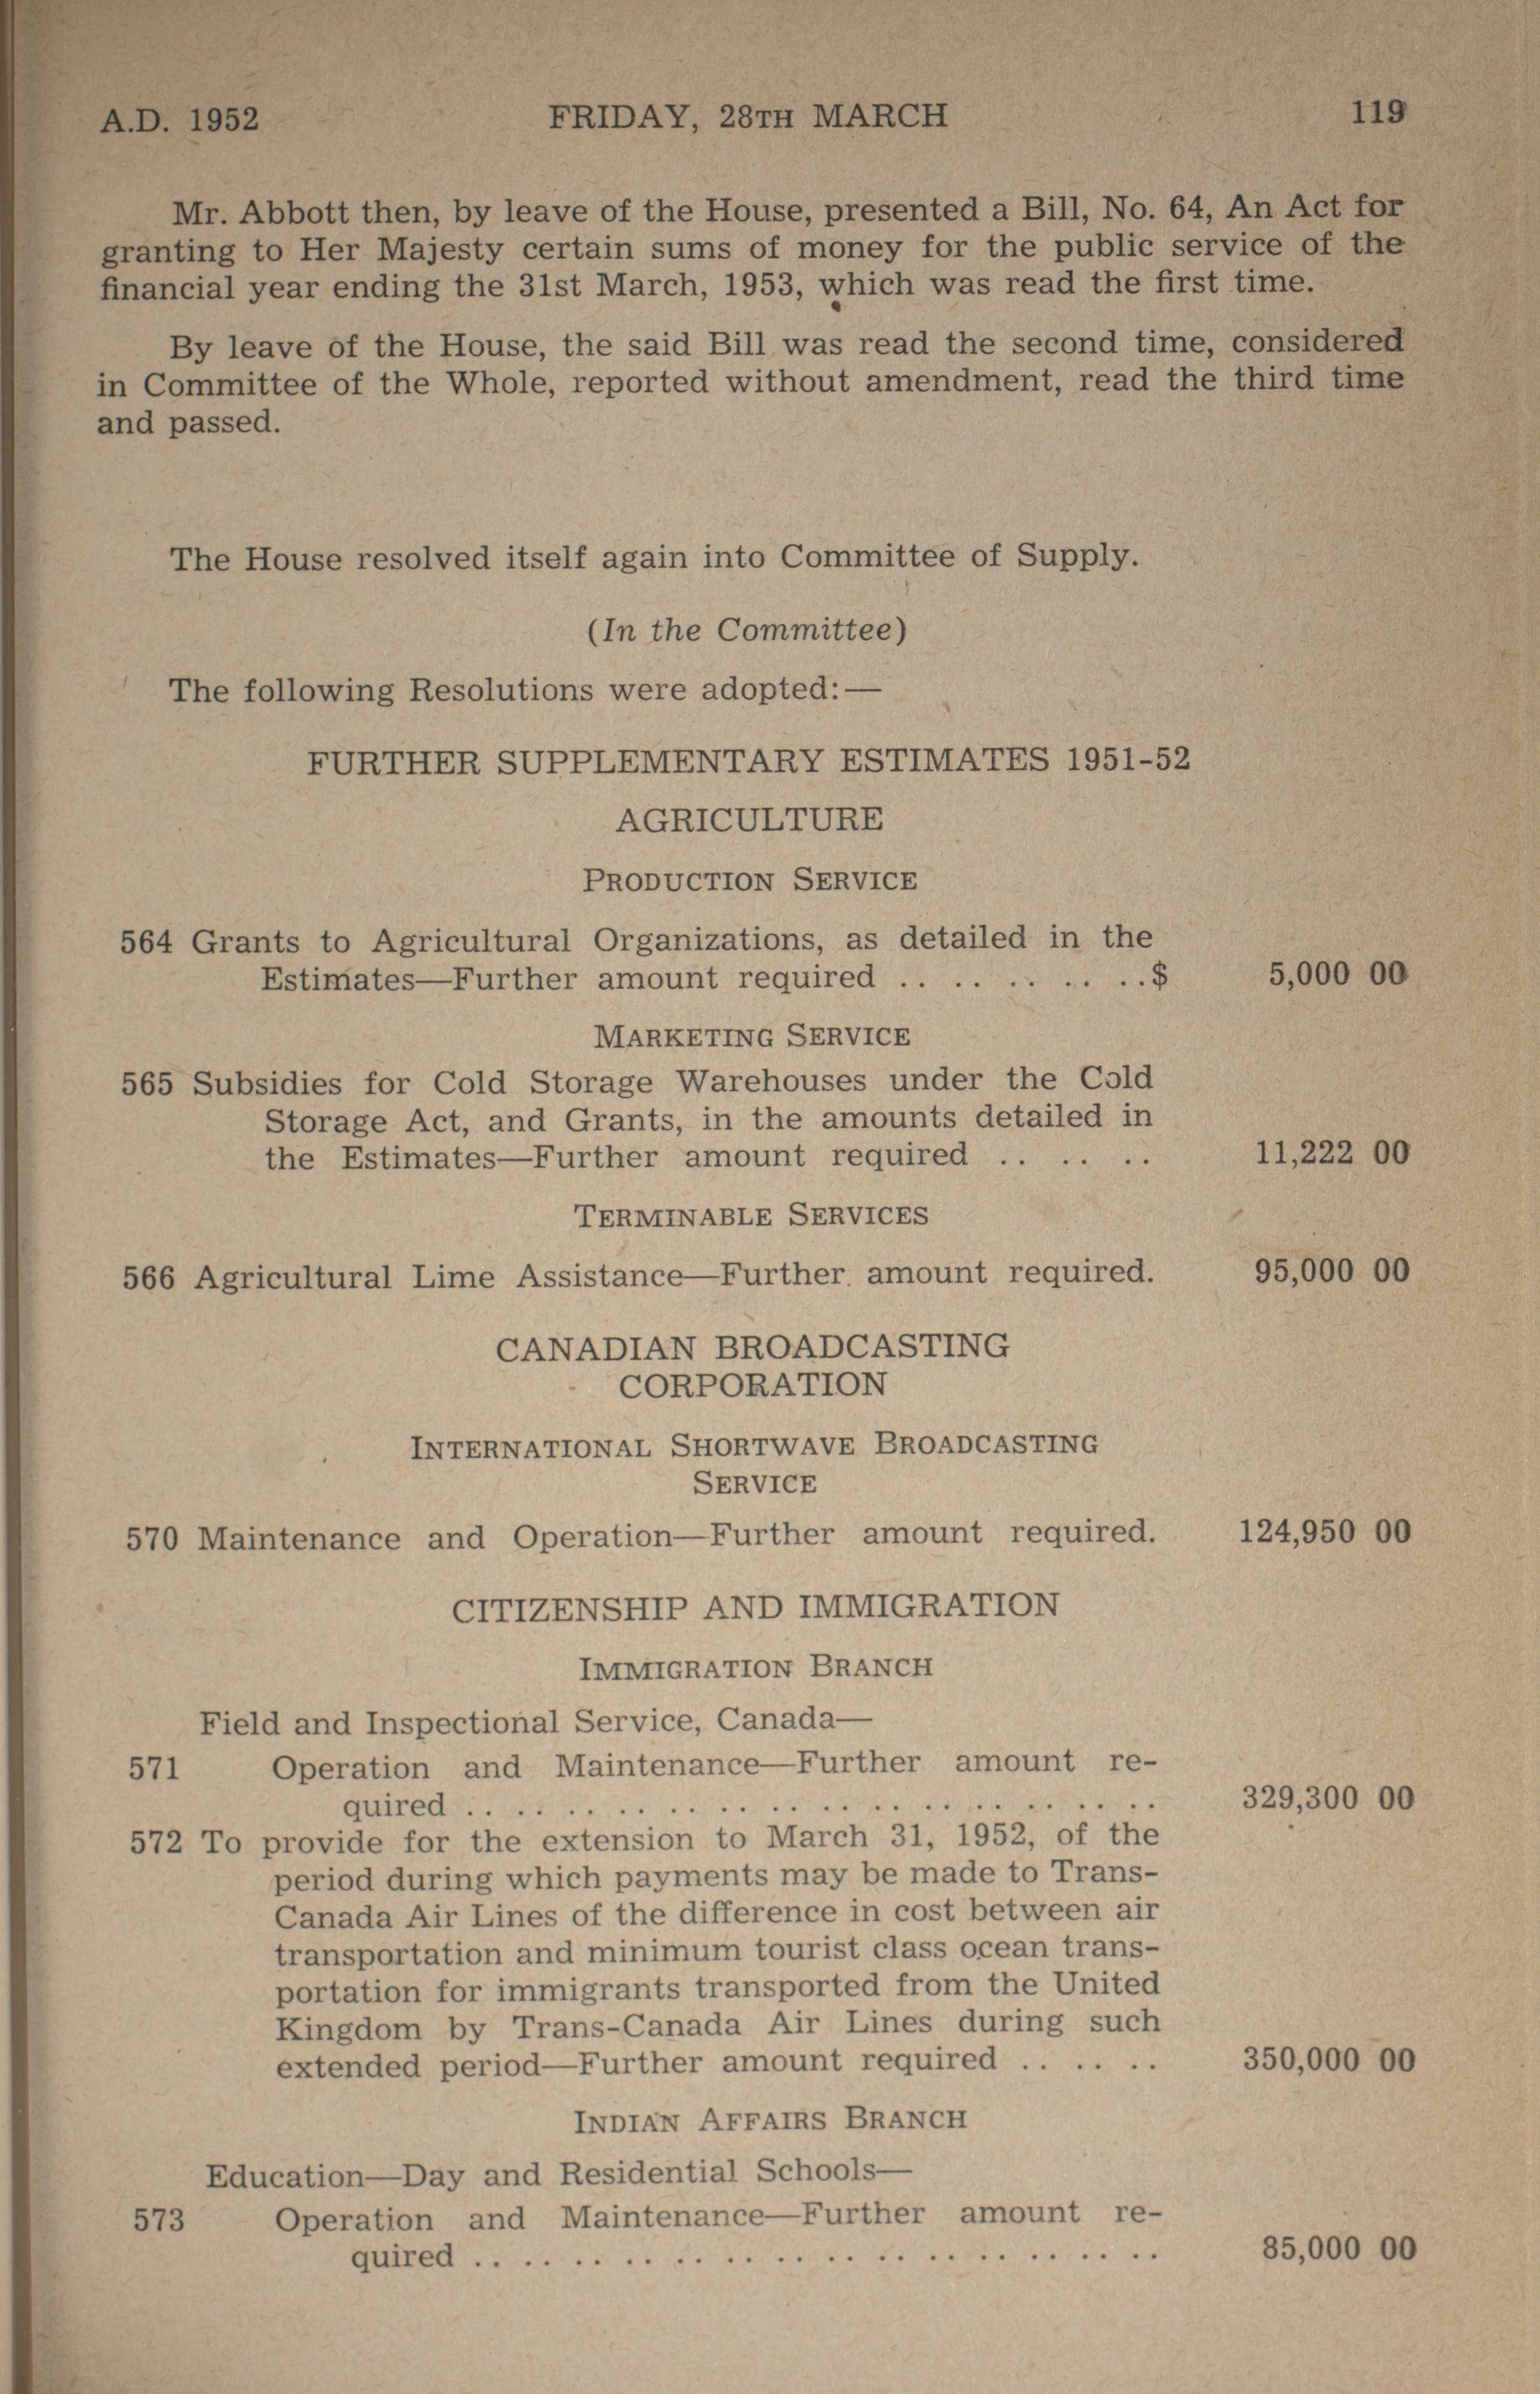 A.D. 1952 FRIDAY, 28TH MARCH 119
Mr. Abbott then, by leave of the House, presented a Bill, No. 64, An Act for
granting to Her Majesty certain sums of money for the public service of the
financial year ending the 31st March, 1953, which was read the first time.
By leave of the House, the said Bill was read the second time, considered
in Committee of the Whole, reported without amendment, read the third time
and passed.
The House resolved itself again into Committee of Supply.
(In the Committee)
The following Resolutions were adopted:—
FURTHER SUPPLEMENTARY ESTIMATES 1951-52
AGRICULTURE
PRODUCTION SERVICE
564 Grants to Agricultural Organizations, as detailed in the
Estimates—Further amount required .. .. .. .. ..$ 5,000 00
MARKETING SERVICE
565 Subsidies for Cold Storage Warehouses under the Cold
Storage Act, and Grants, in the amounts detailed in
the Estimates—Further amount required .. .. .. 11,222 00
TERMINABLE SERVICES
566 Agricultural Lime Assistance—Further amount required. 95,000 00
CANADIAN BROADCASTING
CORPORATION
INTERNATIONAL SHORTWAVE BROADCASTING
SERVICE
570 Maintenance and Operation—Further amount required. 124,950 00
CITIZENSHIP AND IMMIGRATION
IMMIGRATION BRANCH
Field and Inspectional Service, Canada—
571 Operation and Maintenance—Further amount re-
quired .. .. .. .. .. .. .. .. .. .. .. .. .. .. 329,300 00
572 To provide for the extension to March 31, 1952, of the
period during which payments may be made to Trans-
Canada Air Lines of the difference in cost between air
transportation and minimum tourist class ocean trans-
portation for immigrants transported from the United
Kingdom by Trans-Canada Air Lines during such
extended period—Further amount required .. .. .. 350,000 00
INDIAN AFFAIRS BRANCH
Education—Day and Residential Schools—
573 Operation and Maintenance—Further amount re-
quired .. .. .. .. .. .. .. .. .. .. .. .. .. .. 85,000 00